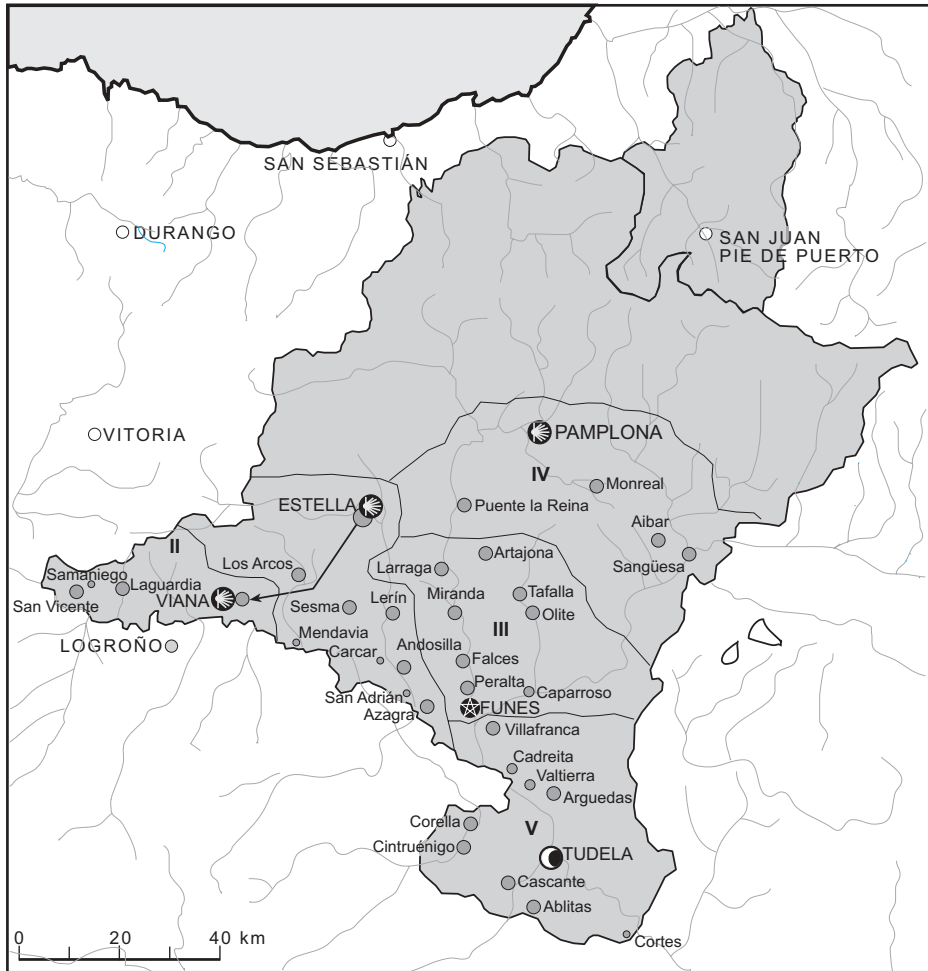 SAN SEBASTIÁN
DURANGO
SAN JUAN
PIE DE PUERTO
VITORIA
PAMPLONA
IV
ESTELLA
Monreal
Puente la Reina
Aibar
II
Artajona
Los Arcos
Larraga
Sangüesa
Samaniego
Laguardia
San Vicente
VIANA
Sesma
Lerín
Miranda
Tafalla
Olite
III
Mendavia
LOGROÑO
Carcar
Andosilla
Falces
Peralta
Caparroso
San Adrián
Azagra
FUNES
Villafranca
Cadreita
Valtierra
Arguedas
Corella
V
Cintruénigo
TUDELA
Cascante
Ablitas
Cortes
0 20 40 km